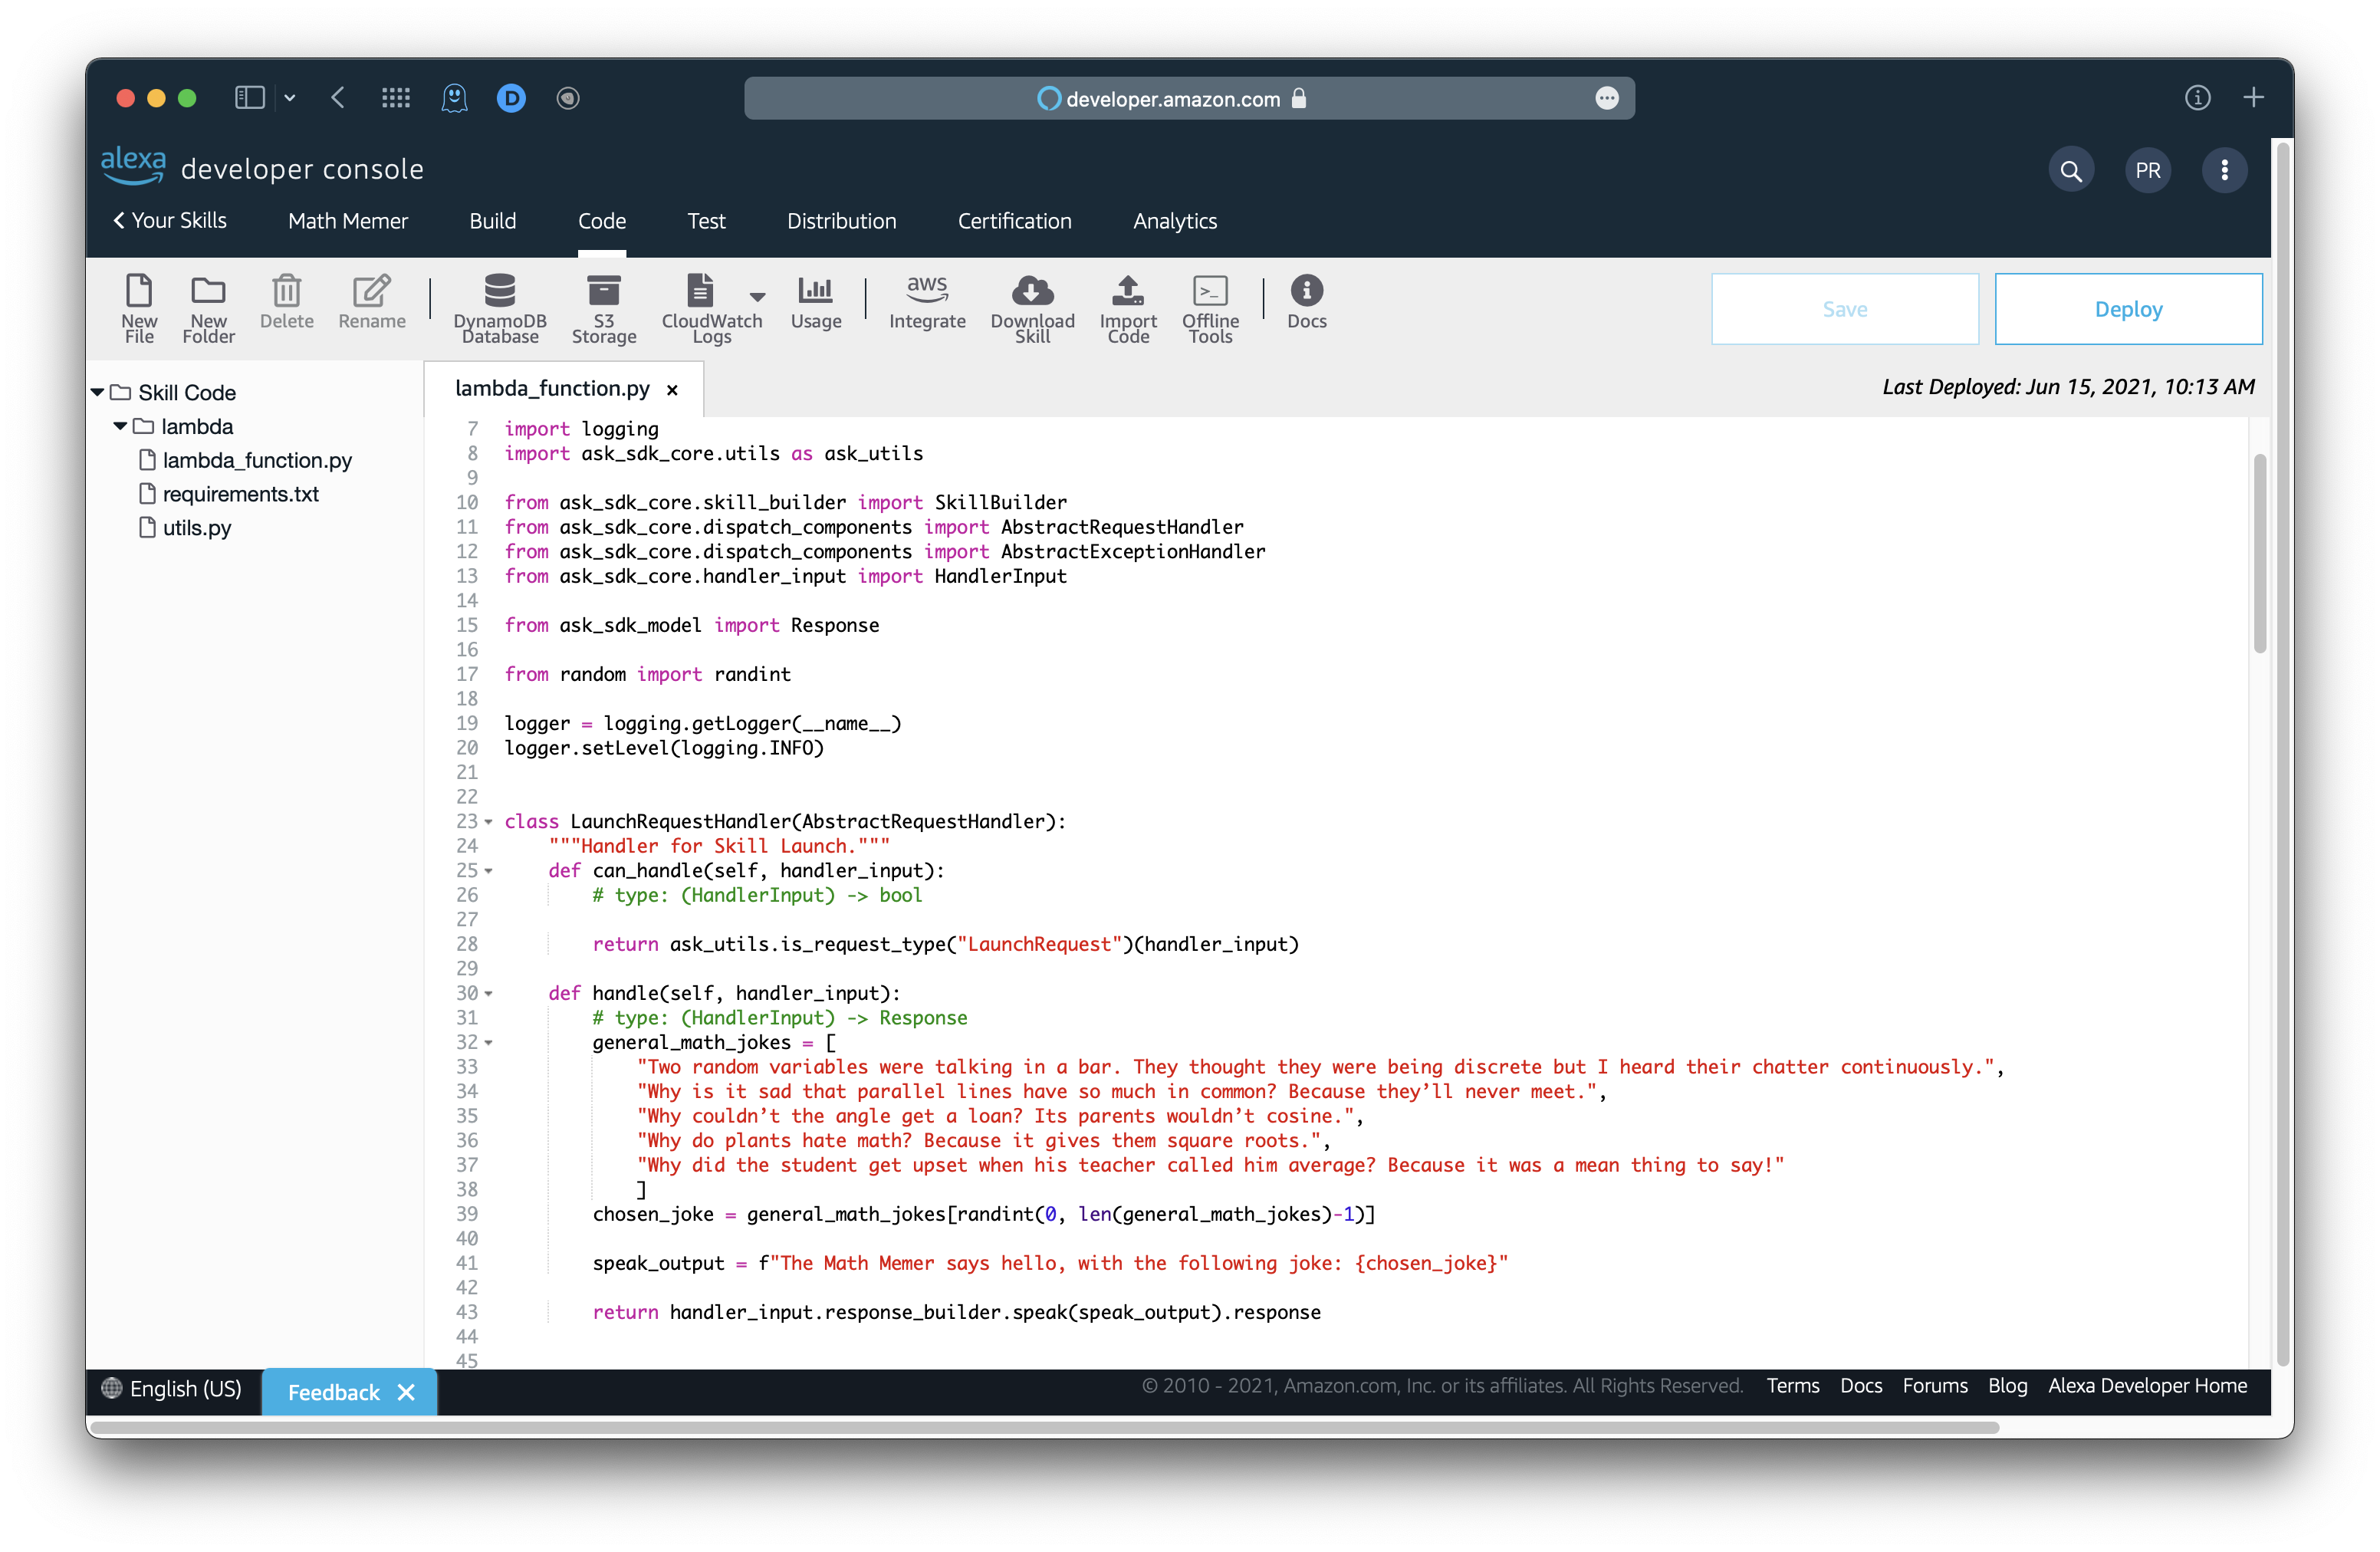 developer.amazon.com
alexa developer console
PR
Your Skills Math Memer Build Code Test Distribution Certification Analytics
New File New Folder Delete Rename DynamoDB Database S3 Storage CloudWatch Logs Usage aws Integrate Download Skill Import Code Offline Tools Docs Save Deploy
Skill Code
lambda
lambda_function.py
requirements.txt
utils.py
lambda_function.py x
Last Deployed: Jun 15, 2021, 10:13 AM
7 import logging
8 import ask_sdk_core.utils as ask_utils
9
10 from ask_sdk_core.skill_builder import SkillBuilder
11 from ask_sdk_core.dispatch_components import AbstractRequestHandler
12 from ask_sdk_core.dispatch_components import AbstractExceptionHandler
13 from ask_sdk_core.handler_input import HandlerInput
14
15 from ask_sdk_model import Response
16
17 from random import randint
18
19 logger = logging.getLogger(__name__)
20 logger.setLevel(logging.INFO)
21
22
23 class LaunchRequestHandler(AbstractRequestHandler):
24     """Handler for Skill Launch."""
25     def can_handle(self, handler_input):
26         # type: (HandlerInput) -> bool
27
28         return ask_utils.is_request_type("LaunchRequest")(handler_input)
29
30     def handle(self, handler_input):
31         # type: (HandlerInput) -> Response
32         general_math_jokes = [
33             "Two random variables were talking in a bar. They thought they were being discrete but I heard their chatter continuously.",
34             "Why is it sad that parallel lines have so much in common? Because they’ll never meet.",
35             "Why couldn’t the angle get a loan? Its parents wouldn’t cosine.",
36             "Why do plants hate math? Because it gives them square roots.",
37             "Why did the student get upset when his teacher called him average? Because it was a mean thing to say!"
38             ]
39         chosen_joke = general_math_jokes[randint(0, len(general_math_jokes)-1)]
40
41         speak_output = f"The Math Memer says hello, with the following joke: {chosen_joke}"
42
43         return handler_input.response_builder.speak(speak_output).response
44
45
English (US) Feedback X © 2010 - 2021, Amazon.com, Inc. or its affiliates. All Rights Reserved. Terms Docs Forums Blog Alexa Developer Home